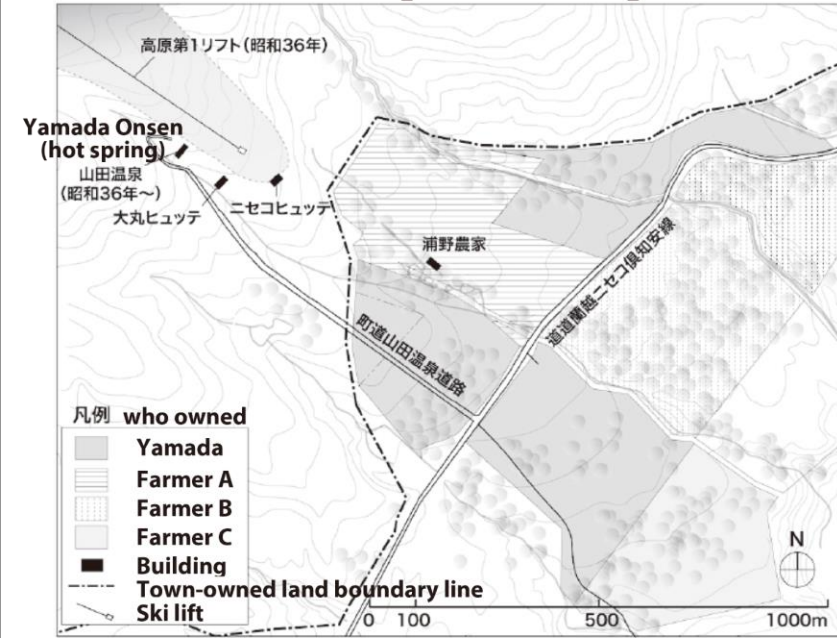 高原第1リフト(昭和36年)
Yamada Onsen
(hot spring)
山田温泉
(昭和36年~)
大丸ヒュッテ
ニセコヒュッテ
浦野農家
道道蘭越ニセコ倶知安線
町道山田温泉道路
凡例 who owned
Yamada
Farmer A
Farmer B
Farmer C
Building
Town-owned land boundary line
Ski lift
N
0 100 500 1000m